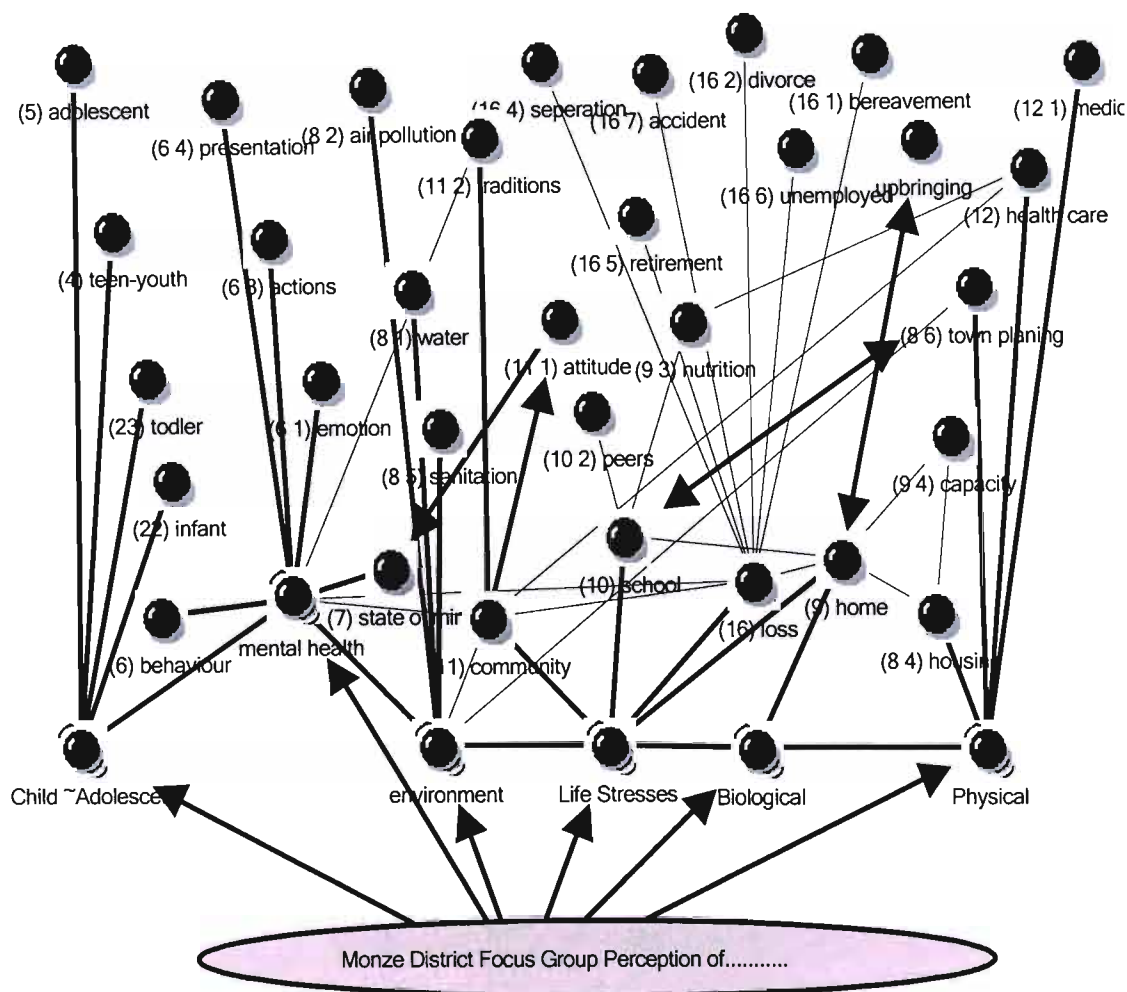 (16 2) divorce
(5) adolescent
(16 4) seperation
(16 1) bereavement
(12 1) medic
(16 7) accident
(6 4) presentation
(8 2) air pollution
(11 2) traditions
(16 6) unemployed
upbringing
(12) health care
(16 5) retirement
(4) teen-youth
(6 3) actions
(8 1) water
(11 1) attitude
(9 3) nutrition
(8 6) town planing
(23) todler
(6 1) emotion
(10 2) peers
(8 5) sanitation
(9 4) capacity
(22) infant
(10) school
(9) home
(7) state of mir
(16) loss
mental health
(6) behaviour
11) community
(8 4) housing
Child ~Adolesce
environment
Life Stresses
Biological
Physical
Monze District Focus Group Perception of...........